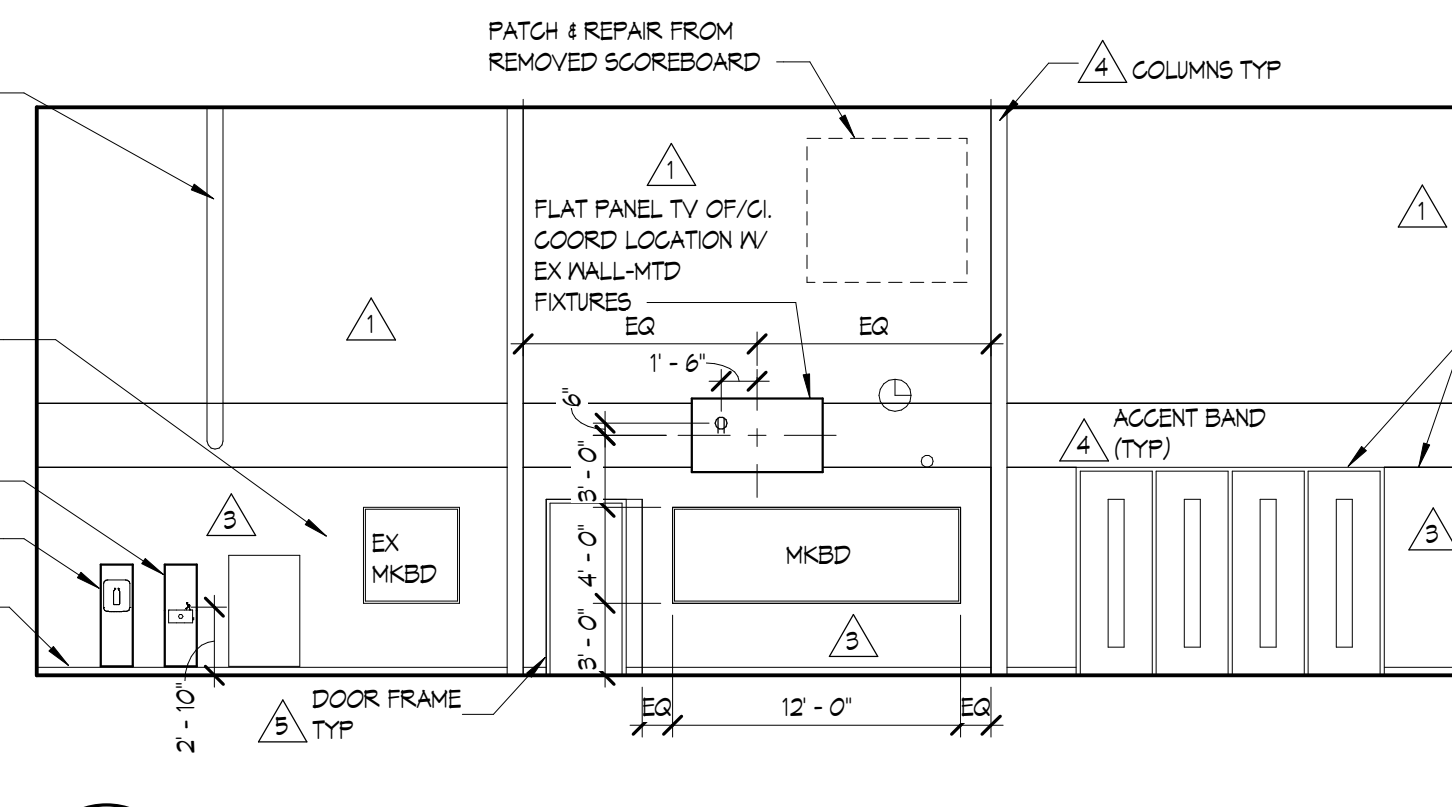 PATCH & REPAIR FROM
REMOVED SCOREBOARD
4 COLUMNS TYP
1
1
FLAT PANEL TV OF/CI.
COORD LOCATION W/
EX WALL-MTD
FIXTURES
1
EQ
EQ
1' - 6"
6"
3' - 0"
4' - 0"
3' - 0"
4 ACCENT BAND
(TYP)
3
EX
MKBD
MKBD
3
3
2' - 10"
5 DOOR FRAME
TYP
EQ
12' - 0"
EQ